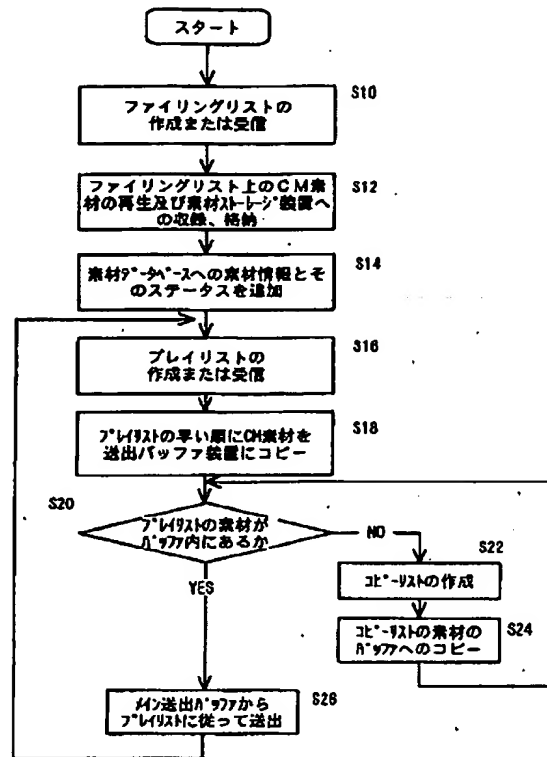 スタート
S10
ファイリングリストの
作成または受信
S12
ファイリングリスト上のCM素
材の再生及び素材ストレージ装置へ
の収録、格納
S14
素材データベースへの素材情報とそ
のステータスを追加
S16
プレイリストの
作成または受信
S18
プレイリストの早い順にCM素材を
送出バッファ装置にコピー
S20
プレイリストの素材が
バッファ内にあるか
NO
YES
S22
コピーリストの作成
S24
コピーリストの素材の
バッファへのコピー
S26
メイン送出バッファから
プレイリストに従って送出